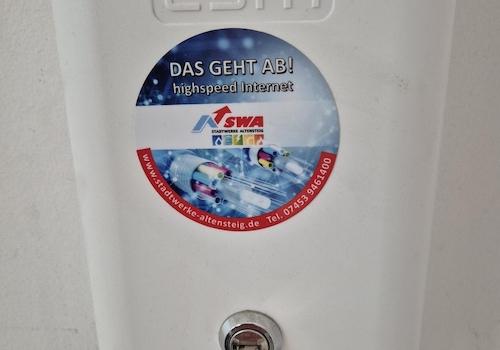 DAS GEHT AB!
highspeed Internet
SWA
STADTWERKE ALTENSTEIG
www.stadtwerke-altensteig.de Tel. 07453 9461400